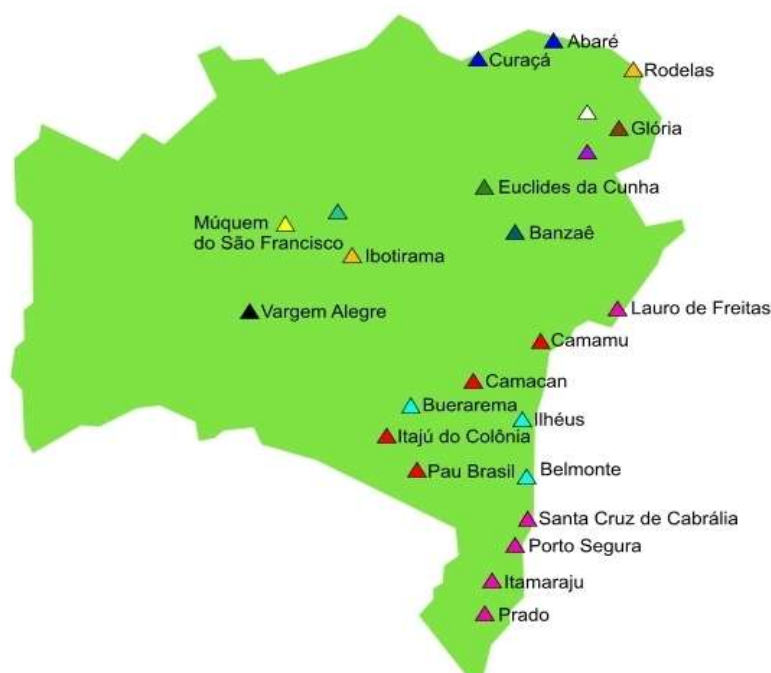 Abaré
Curaçá
Rodelas
Glória
Euclides da Cunha
Múquem
do São Francisco
Banzaê
Ibotirama
Vargem Alegre
Lauro de Freitas
Camamu
Camacan
Buerarema
Ilhéus
Itajú do Colônia
Pau Brasil
Belmonte
Santa Cruz de Cabrália
Porto Segura
Itamaraju
Prado